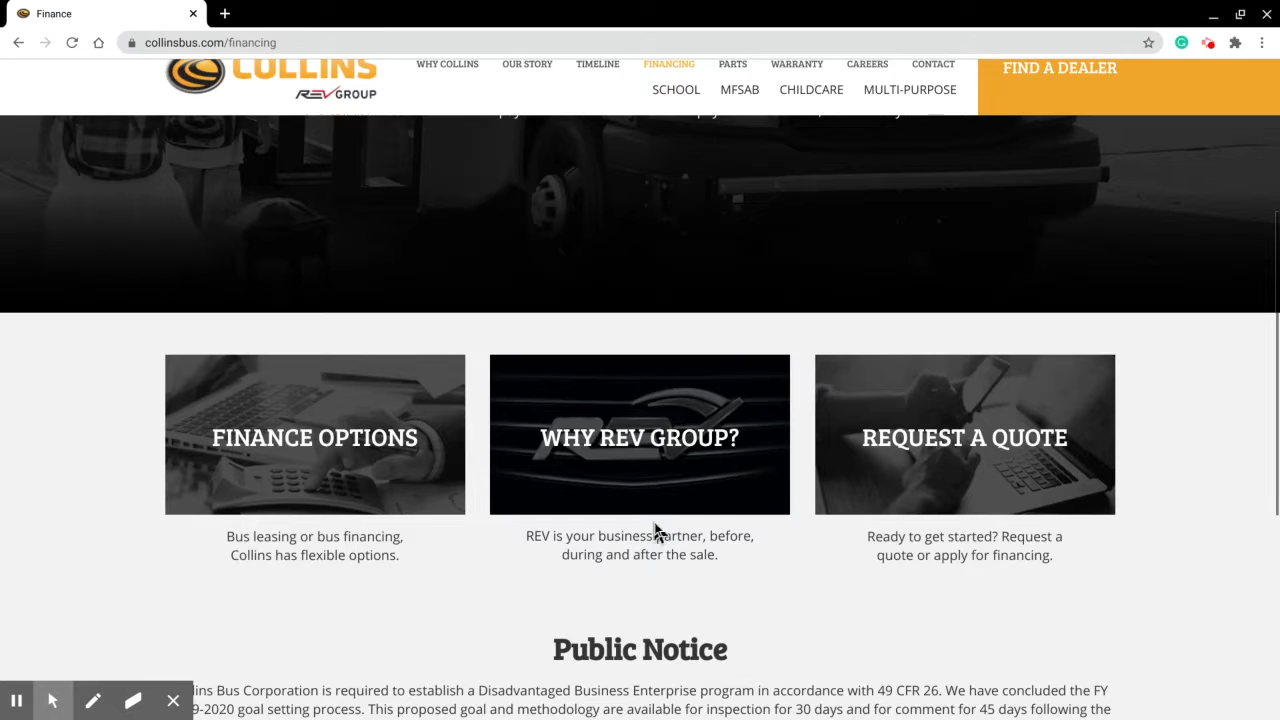 Finance
collinsbus.com/financing
COLLINS
REV GROUP
WHY COLLINS OUR STORY TIMELINE FINANCING PARTS WARRANTY CAREERS CONTACT
SCHOOL MFSAB CHILDCARE MULTI-PURPOSE
FIND A DEALER
FINANCE OPTIONS
Bus leasing or bus financing,
Collins has flexible options.
WHY REV GROUP?
REV is your business partner, before,
during and after the sale.
REQUEST A QUOTE
Ready to get started? Request a
quote or apply for financing.
Public Notice
lins Bus Corporation is required to establish a Disadvantaged Business Enterprise program in accordance with 49 CFR 26. We have concluded the FY
9-2020 goal setting process. This proposed goal and methodology are available for inspection for 30 days and for comment for 45 days following the